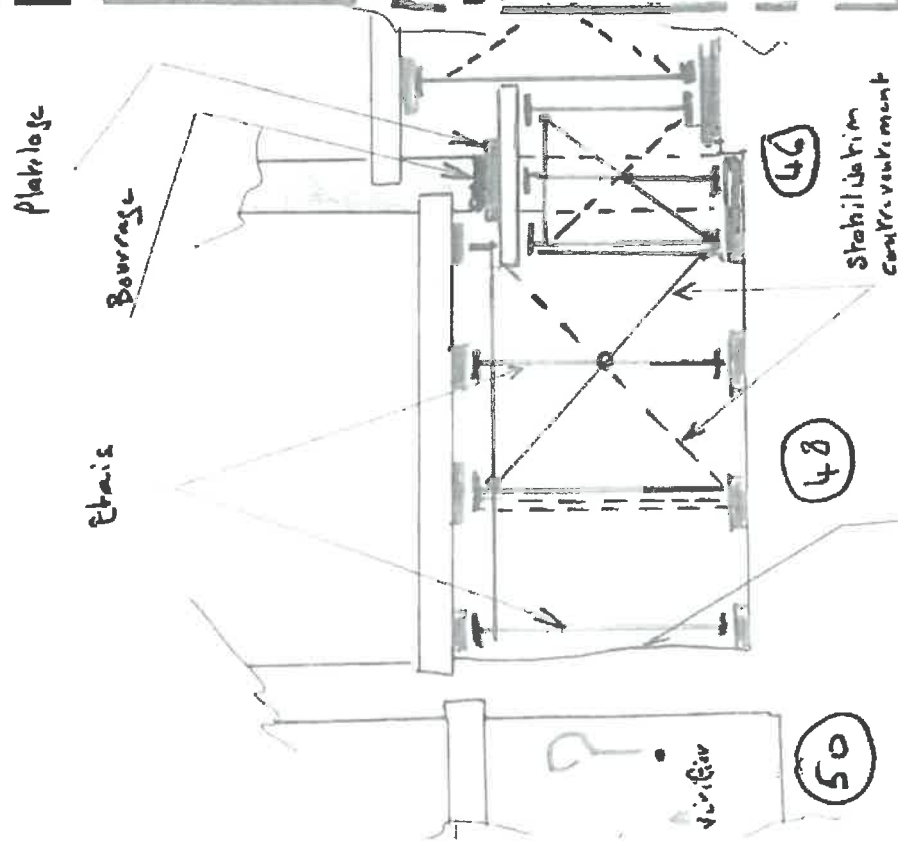 Platelage
Bourrage
Etais
46
Stabilisation
contreventement
48
50
?
vérifier